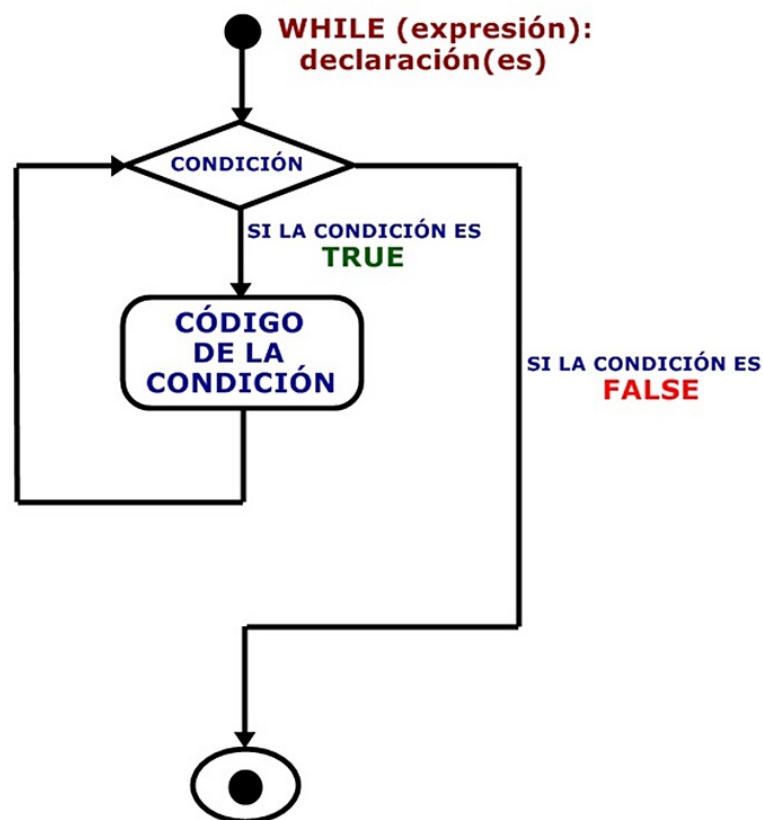 WHILE (expresión):
declaración(es)
CONDICIÓN
SI LA CONDICIÓN ES
TRUE
CÓDIGO
DE LA
CONDICIÓN
SI LA CONDICIÓN ES
FALSE